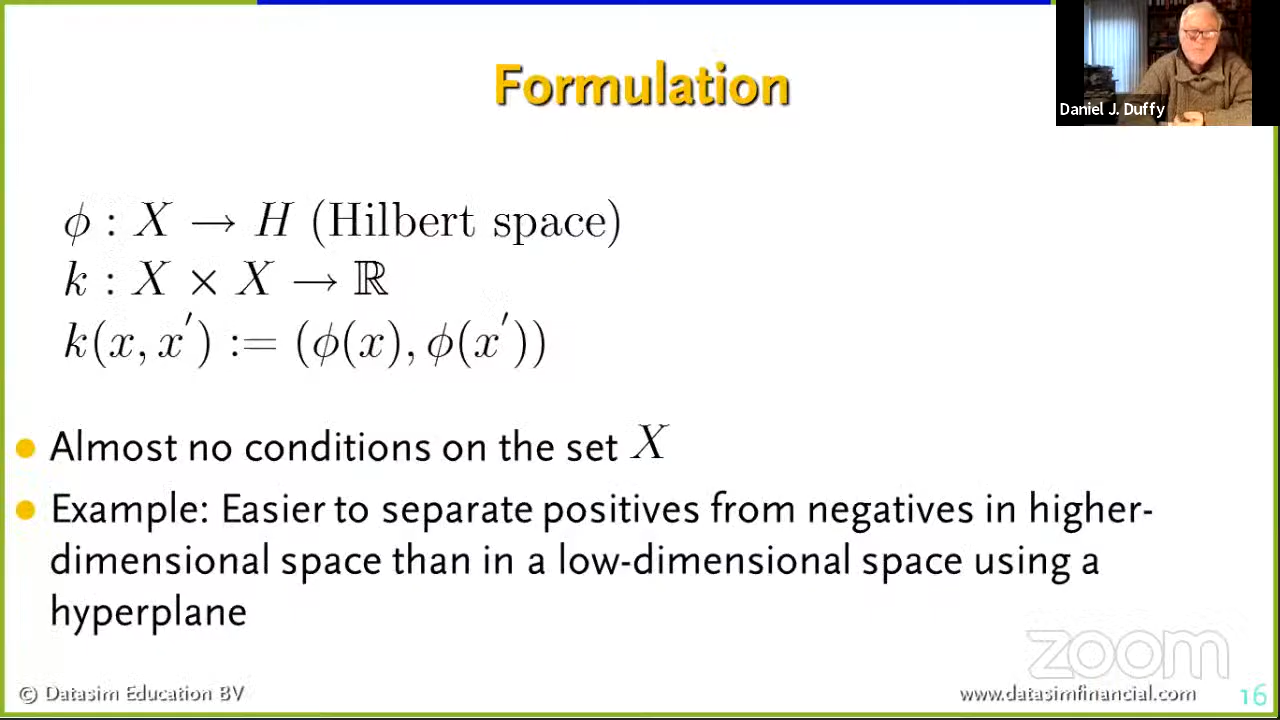 Formulation
Daniel J. Duffy
ϕ : X → H (Hilbert space)
k : X × X → ℝ
k(x, x′) := (ϕ(x), ϕ(x′))
Almost no conditions on the set X
Example: Easier to separate positives from negatives in higher-
dimensional space than in a low-dimensional space using a
hyperplane
zoom
© Datasim Education BV
www.datasimfinancial.com
16